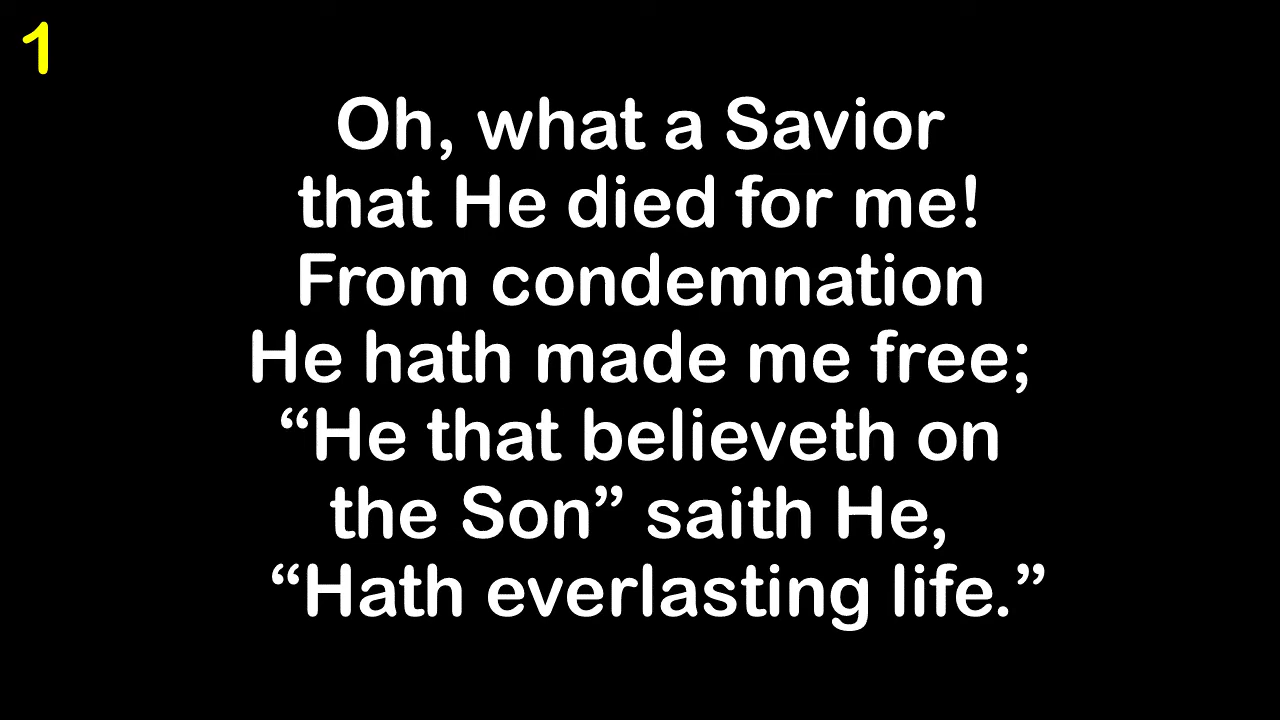 1
Oh, what a Savior
that He died for me!
From condemnation
He hath made me free;
“He that believeth on
the Son” saith He,
“Hath everlasting life.”